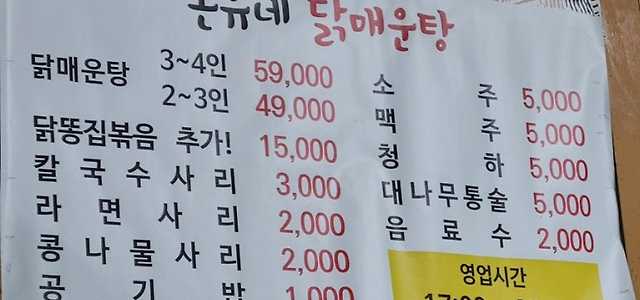 온유네 닭매운탕
닭매운탕 3~4인 59,000
2~3인 49,000
닭똥집볶음 추가! 15,000
칼국수사리 3,000
라면사리 2,000
콩나물사리 2,000
공기밥 1,000
소주 5,000
맥주 5,000
청하 5,000
대나무통술 5,000
음료수 2,000
영업시간